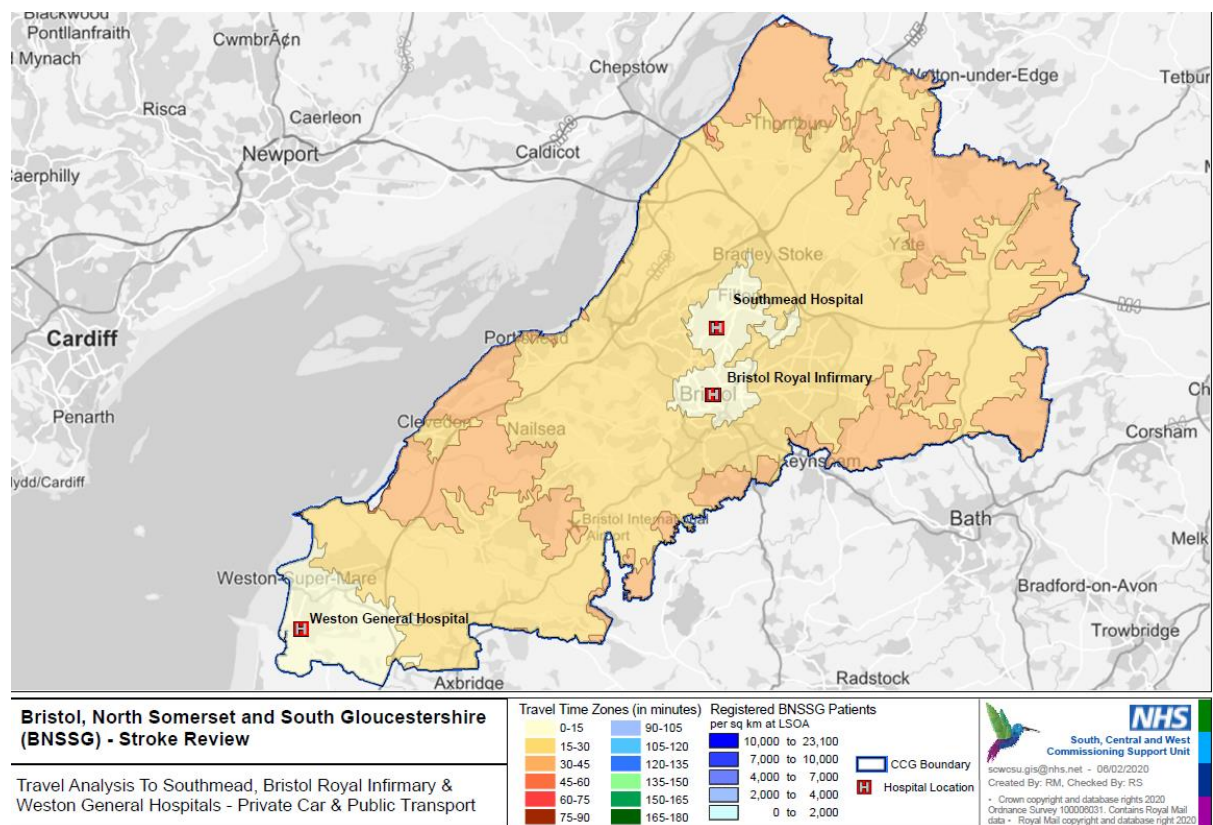 Blackwood
Pontllanfraith
Mynach
CwmbrÃ¢n
Chepstow
Wotton-under-Edge
Tetbur
Risca
Caerleon
Thornbury
Newport
Caldicot
Caerphilly
Bradley Stoke
Yate
Filton
Southmead Hospital
H
M4
Cardiff
Portishead
Bristol Royal Infirmary
H
Bristol
Ch
Penarth
Clevedon
Nailsea
Corsham
Keynsham
lydd/Cardiff
Bristol International
Airport
Bath
Melk
Weston-Super-Mare
Bradford-on-Avon
Weston General Hospital
H
Trowbridge
Radstock
Axbridge
Bristol, North Somerset and South Gloucestershire
(BNSSG) - Stroke Review
Travel Analysis To Southmead, Bristol Royal Infirmary &
Weston General Hospitals - Private Car & Public Transport
Travel Time Zones (in minutes)
0-15
15-30
30-45
45-60
60-75
75-90
90-105
105-120
120-135
135-150
150-165
165-180
Registered BNSSG Patients
per sq km at LSOA
10,000 to 23,100
7,000 to 10,000
4,000 to 7,000
2,000 to 4,000
0 to 2,000
CCG Boundary
H Hospital Location
NHS
South, Central and West
Commissioning Support Unit
scwcsu.gis@nhs.net - 06/02/2020
Created By: RM, Checked By: RS
• Crown copyright and database rights 2020
Ordnance Survey 100006031. Contains Royal Mail
data • Royal Mail copyright and database right 2020